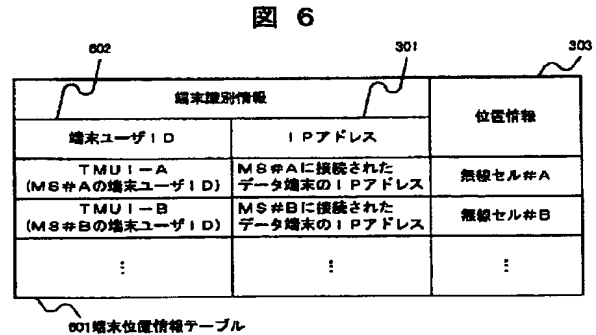 図 6
602
301
303
端末識別情報
位置情報
端末ユーザID
IPアドレス
TMUI-A
(MS#Aの端末ユーザID)
MS#Aに接続された
データ端末のIPアドレス
無線セル#A
TMUI-B
(MS#Bの端末ユーザID)
MS#Bに接続された
データ端末のIPアドレス
無線セル#B
⋮
⋮
⋮
601端末位置情報テーブル